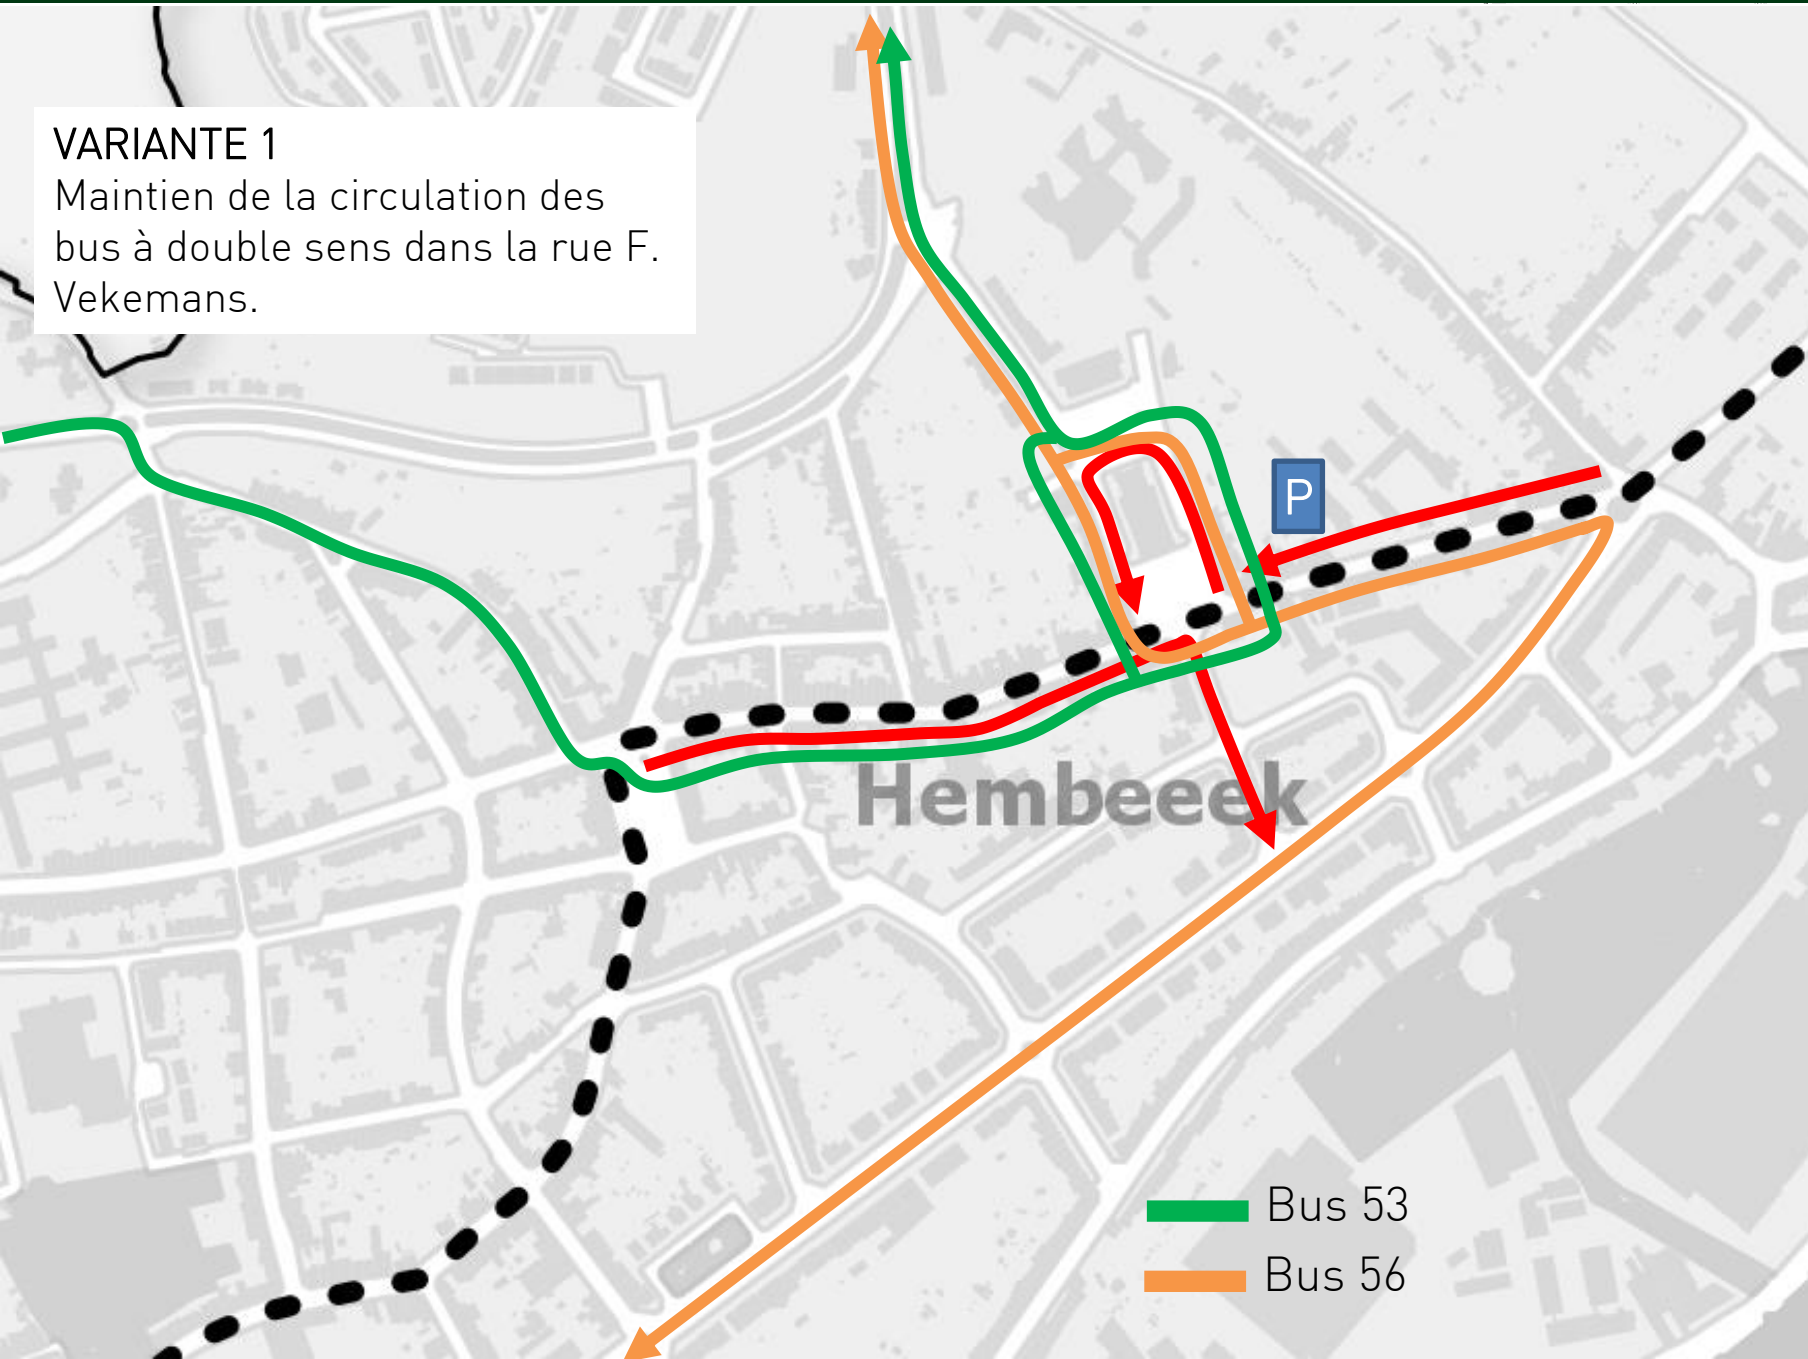 VARIANTE 1
Maintien de la circulation des
bus à double sens dans la rue F.
Vekemans.
P
Hembeeek
Bus 53
Bus 56